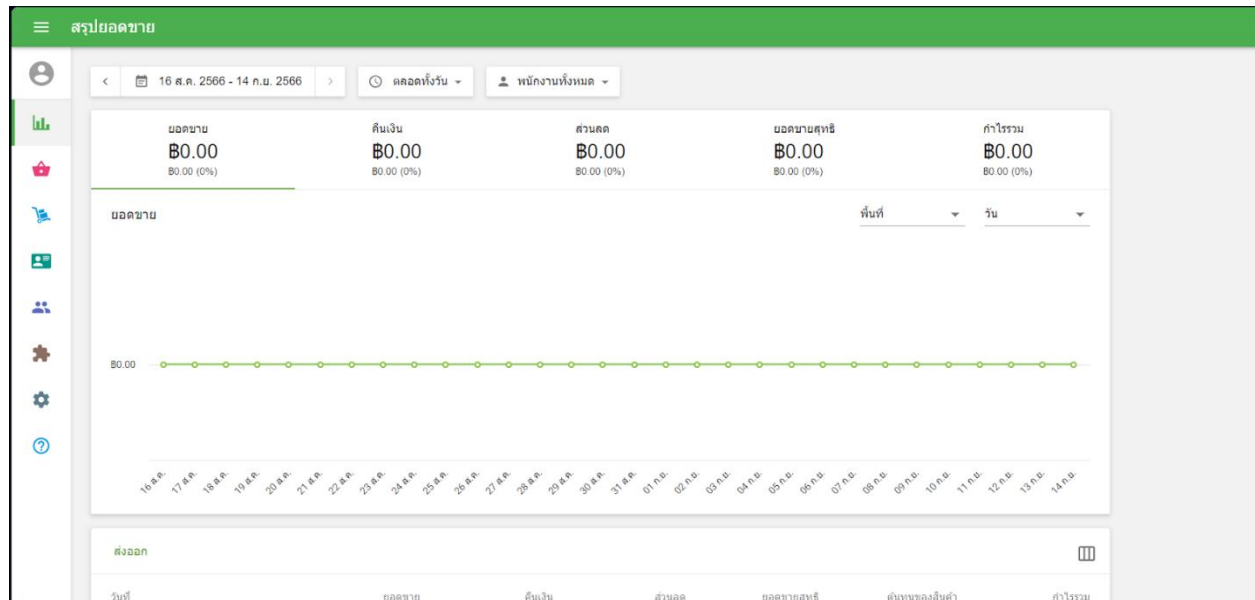 สรุปยอดขาย
16 ส.ค. 2566 - 14 ก.ย. 2566
ตลอดทั้งวัน
พนักงานทั้งหมด
ยอดขาย คืนเงิน ส่วนลด ยอดขายสุทธิ กำไรรวม
฿0.00 ฿0.00 ฿0.00 ฿0.00 ฿0.00
฿0.00 (0%) ฿0.00 (0%) ฿0.00 (0%) ฿0.00 (0%) ฿0.00 (0%)
ยอดขาย
พื้นที่ วัน
฿0.00
16 ส.ค. 17 ส.ค. 18 ส.ค. 19 ส.ค. 20 ส.ค. 21 ส.ค. 22 ส.ค. 23 ส.ค. 24 ส.ค. 25 ส.ค. 26 ส.ค. 27 ส.ค. 28 ส.ค. 29 ส.ค. 30 ส.ค. 31 ส.ค. 01 ก.ย. 02 ก.ย. 03 ก.ย. 04 ก.ย. 05 ก.ย. 06 ก.ย. 07 ก.ย. 08 ก.ย. 09 ก.ย. 10 ก.ย. 11 ก.ย. 12 ก.ย. 13 ก.ย. 14 ก.ย.
ส่งออก
วันที่ ยอดขาย คืนเงิน ส่วนลด ยอดขายสุทธิ ต้นทุนของสินค้า กำไรรวม